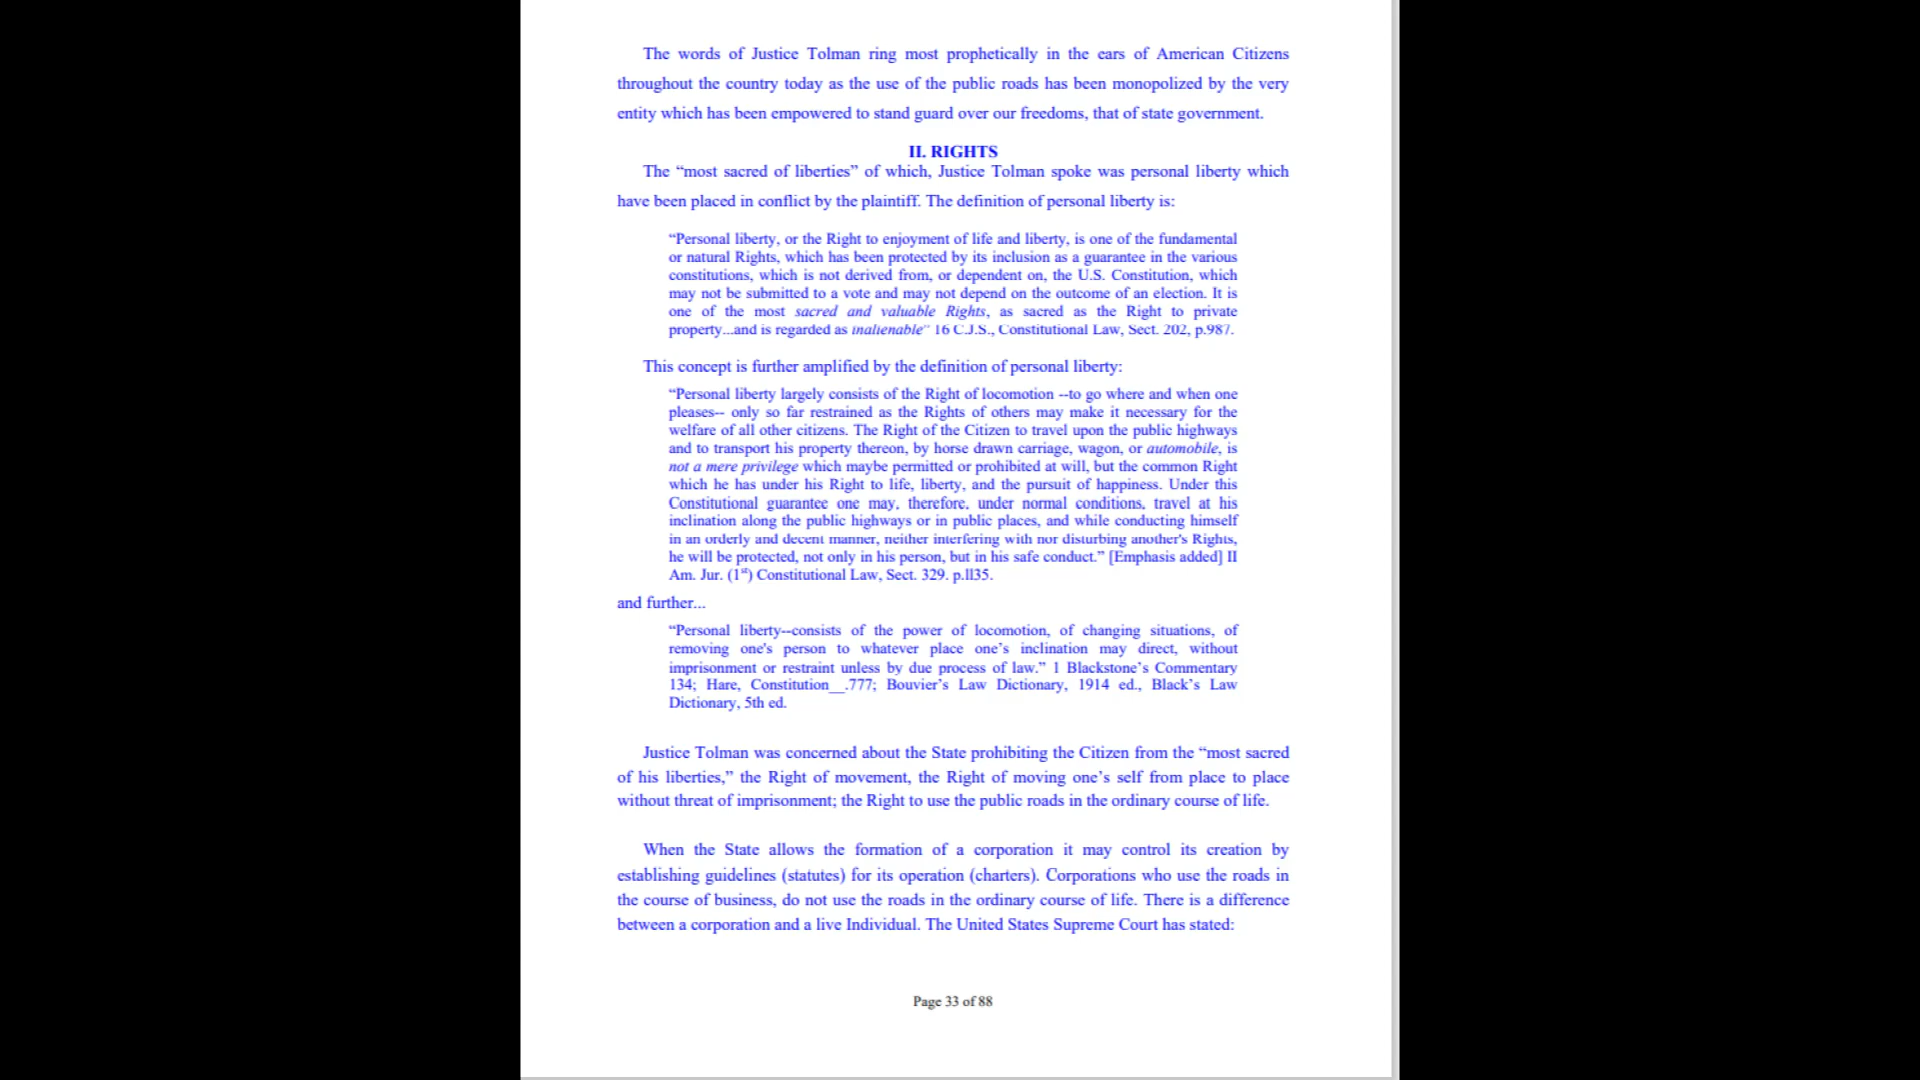 The words of Justice Tolman ring most prophetically in the ears of American Citizens
throughout the country today as the use of the public roads has been monopolized by the very
entity which has been empowered to stand guard over our freedoms, that of state government.
II. RIGHTS
The “most sacred of liberties” of which, Justice Tolman spoke was personal liberty which
have been placed in conflict by the plaintiff. The definition of personal liberty is:
“Personal liberty, or the Right to enjoyment of life and liberty, is one of the fundamental
or natural Rights, which has been protected by its inclusion as a guarantee in the various
constitutions, which is not derived from, or dependent on, the U.S. Constitution, which
may not be submitted to a vote and may not depend on the outcome of an election. It is
one of the most sacred and valuable Rights, as sacred as the Right to private
property...and is regarded as inalienable” 16 C.J.S., Constitutional Law, Sect. 202, p.987.
This concept is further amplified by the definition of personal liberty:
“Personal liberty largely consists of the Right of locomotion --to go where and when one
pleases-- only so far restrained as the Rights of others may make it necessary for the
welfare of all other citizens. The Right of the Citizen to travel upon the public highways
and to transport his property thereon, by horse drawn carriage, wagon, or automobile, is
not a mere privilege which maybe permitted or prohibited at will, but the common Right
which he has under his Right to life, liberty, and the pursuit of happiness. Under this
Constitutional guarantee one may, therefore, under normal conditions, travel at his
inclination along the public highways or in public places, and while conducting himself
in an orderly and decent manner, neither interfering with nor disturbing another's Rights,
he will be protected, not only in his person, but in his safe conduct.” [Emphasis added] II
Am. Jur. (1st) Constitutional Law, Sect. 329. p.ll35.
and further...
“Personal liberty--consists of the power of locomotion, of changing situations, of
removing one's person to whatever place one’s inclination may direct, without
imprisonment or restraint unless by due process of law.” 1 Blackstone’s Commentary
134; Hare, Constitution__.777; Bouvier’s Law Dictionary, 1914 ed., Black’s Law
Dictionary, 5th ed.
Justice Tolman was concerned about the State prohibiting the Citizen from the “most sacred
of his liberties,” the Right of movement, the Right of moving one’s self from place to place
without threat of imprisonment; the Right to use the public roads in the ordinary course of life.
When the State allows the formation of a corporation it may control its creation by
establishing guidelines (statutes) for its operation (charters). Corporations who use the roads in
the course of business, do not use the roads in the ordinary course of life. There is a difference
between a corporation and a live Individual. The United States Supreme Court has stated:
Page 33 of 88